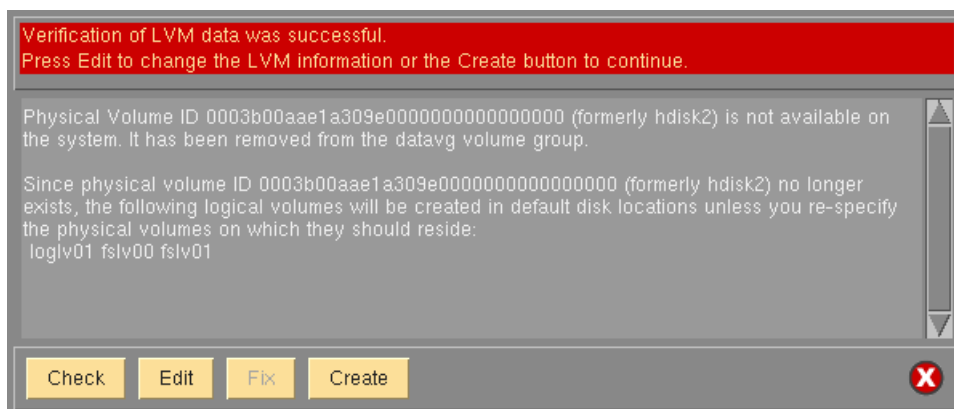 Verification of LVM data was successful.
Press Edit to change the LVM information or the Create button to continue.
Physical Volume ID 0003b00aae1a309e0000000000000000 (formerly hdisk2) is not available on
the system. It has been removed from the datavg volume group.
Since physical volume ID 0003b00aae1a309e0000000000000000 (formerly hdisk2) no longer
exists, the following logical volumes will be created in default disk locations unless you re-specify
the physical volumes on which they should reside:
loglv01 fslv00 fslv01
Check Edit Fix Create